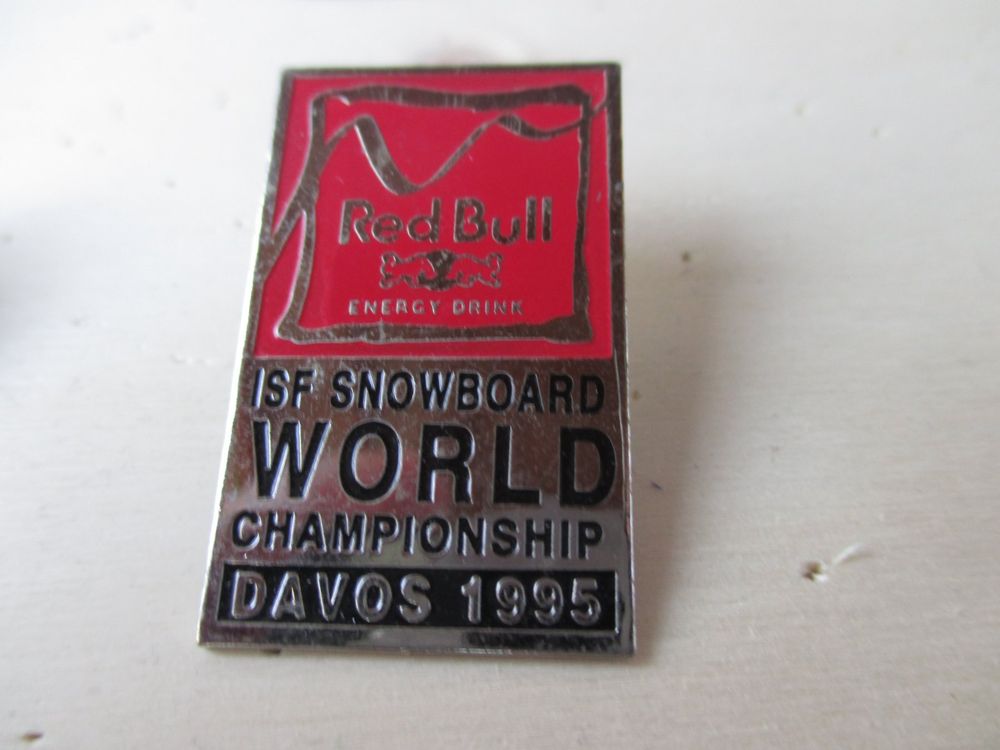 Red Bull
ENERGY DRINK
ISF SNOWBOARD
WORLD
CHAMPIONSHIP
DAVOS 1995